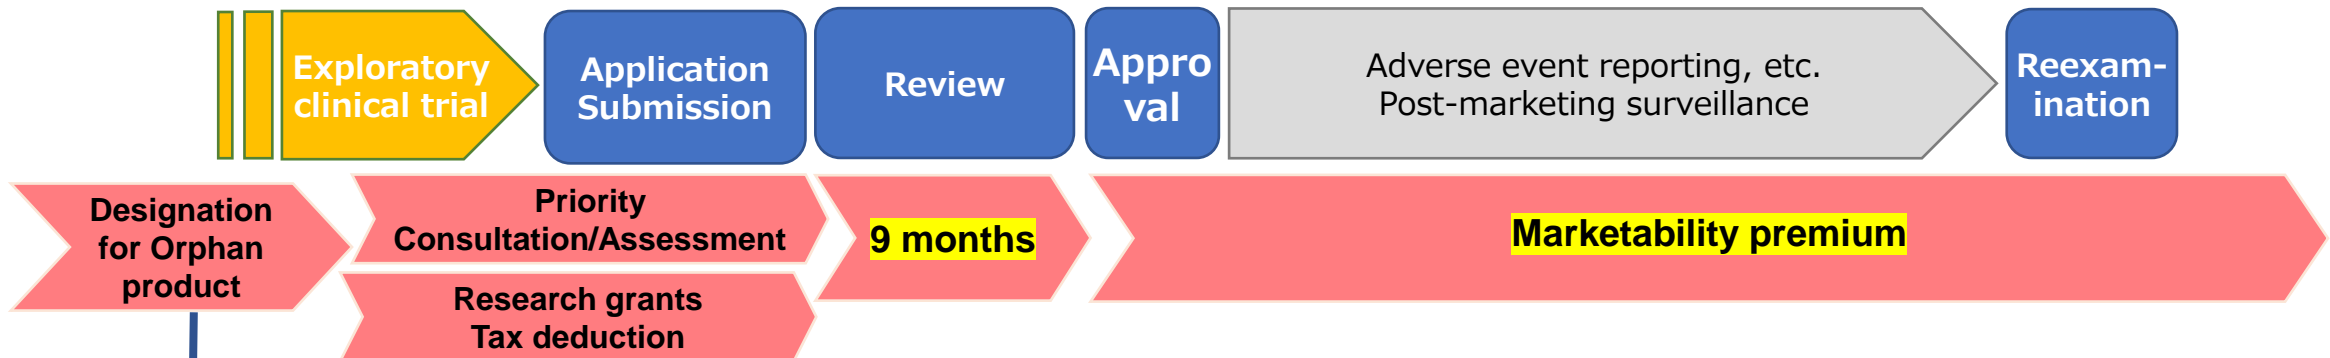 Exploratory
clinical trial
Application
Submission
Review
Appro
val
Adverse event reporting, etc.
Post-marketing surveillance
Reexam-
ination
Designation
for Orphan
product
Priority
Consultation/Assessment
Research grants
Tax deduction
9 months
Marketability premium